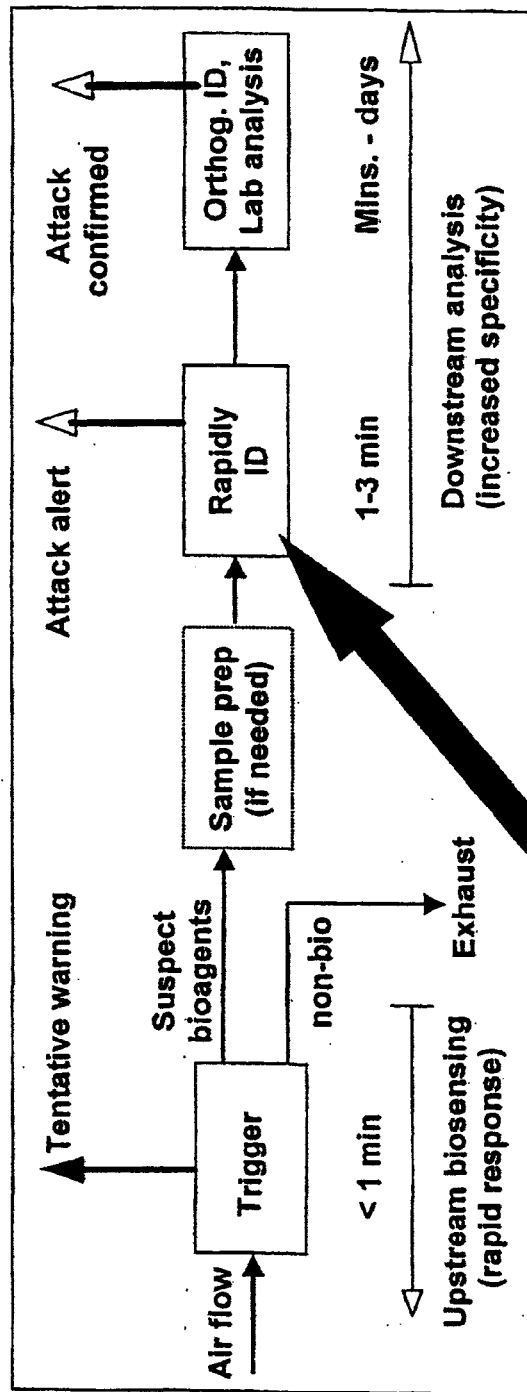 Tentative warning
Attack alert
Attack
confirmed
Air flow
Trigger
Suspect
bioagents
non-bio
Exhaust
Sample prep
(if needed)
Rapidly
ID
Orthog. ID,
Lab analysis
< 1 min
1-3 min
Mins. - days
Upstream biosensing
(rapid response)
Downstream analysis
(increased specificity)